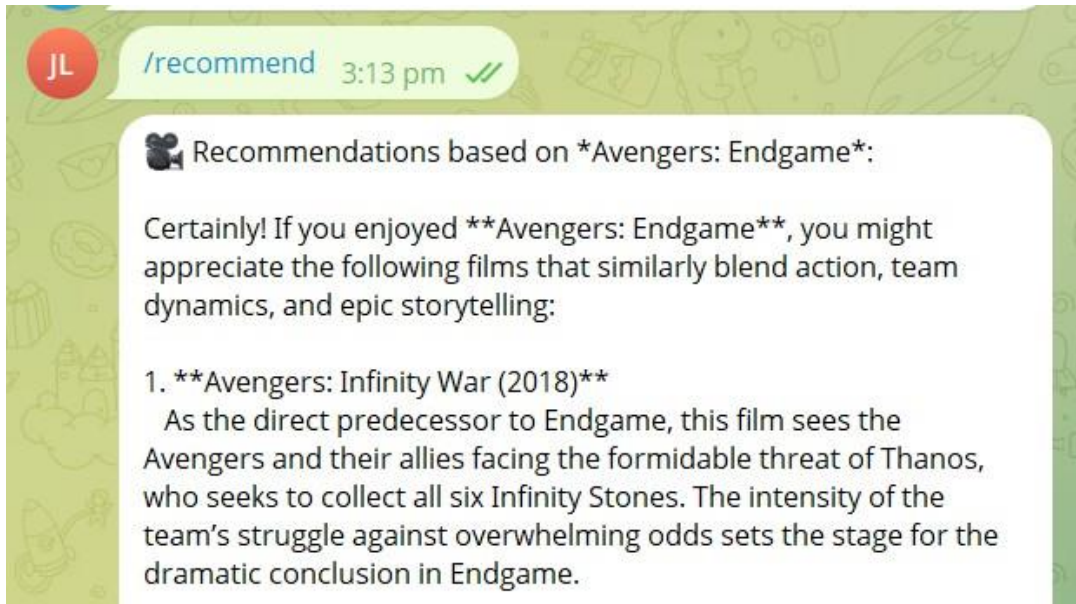 JL
/recommend 3:13 pm
Recommendations based on *Avengers: Endgame*:
Certainly! If you enjoyed **Avengers: Endgame**, you might
appreciate the following films that similarly blend action, team
dynamics, and epic storytelling:
1. **Avengers: Infinity War (2018)**
As the direct predecessor to Endgame, this film sees the
Avengers and their allies facing the formidable threat of Thanos,
who seeks to collect all six Infinity Stones. The intensity of the
team’s struggle against overwhelming odds sets the stage for the
dramatic conclusion in Endgame.